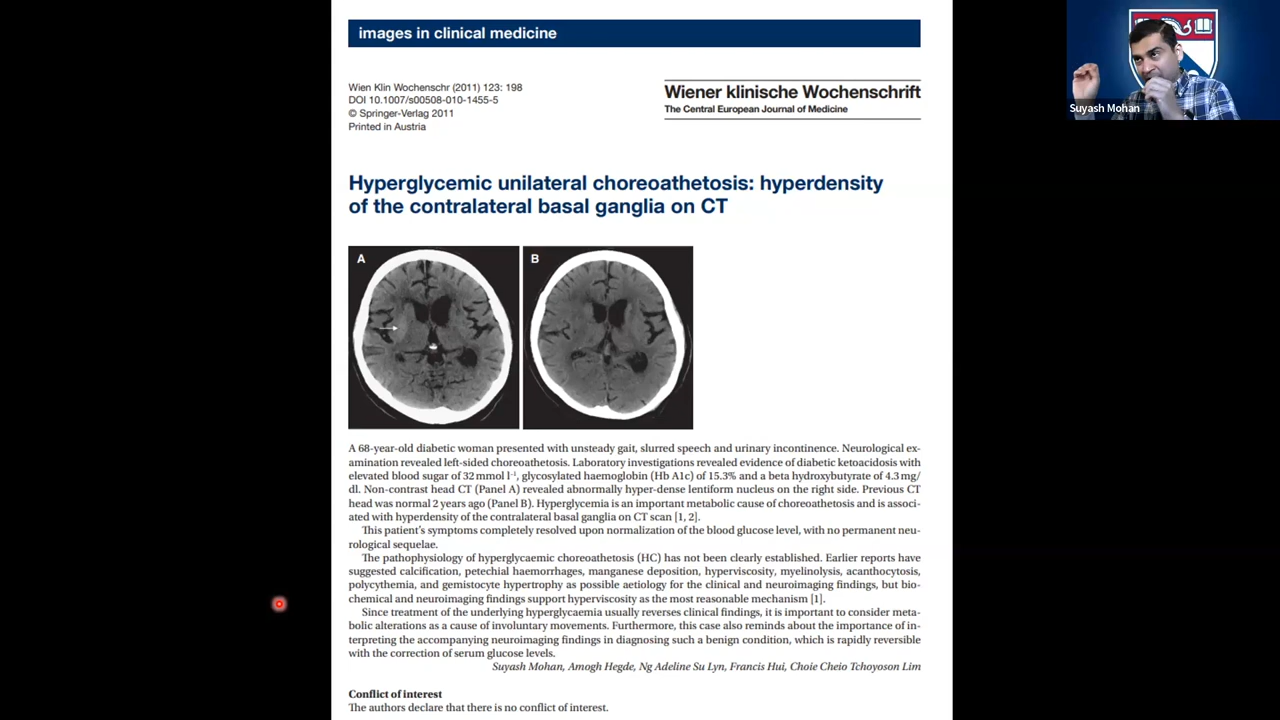 images in clinical medicine
Suyash Mohan
Wien Klin Wochenschr (2011) 123: 198
DOI 10.1007/s00508-010-1455-5
© Springer-Verlag 2011
Printed in Austria
Wiener klinische Wochenschrift
The Central European Journal of Medicine
Hyperglycemic unilateral choreoathetosis: hyperdensity
of the contralateral basal ganglia on CT
A
B
A 68-year-old diabetic woman presented with unsteady gait, slurred speech and urinary incontinence. Neurological ex-
amination revealed left-sided choreoathetosis. Laboratory investigations revealed evidence of diabetic ketoacidosis with
elevated blood sugar of 32 mmol l⁻¹, glycosylated haemoglobin (Hb A1c) of 15.3% and a beta hydroxybutyrate of 4.3 mg/
dl. Non-contrast head CT (Panel A) revealed abnormally hyper-dense lentiform nucleus on the right side. Previous CT
head was normal 2 years ago (Panel B). Hyperglycemia is an important metabolic cause of choreoathetosis and is associ-
ated with hyperdensity of the contralateral basal ganglia on CT scan [1, 2].
This patient's symptoms completely resolved upon normalization of the blood glucose level, with no permanent neu-
rological sequelae.
The pathophysiology of hyperglycaemic choreoathetosis (HC) has not been clearly established. Earlier reports have
suggested calcification, petechial haemorrhages, manganese deposition, hyperviscosity, myelinolysis, acanthocytosis,
polycythemia, and gemistocyte hypertrophy as possible aetiology for the clinical and neuroimaging findings, but bio-
chemical and neuroimaging findings support hyperviscosity as the most reasonable mechanism [1].
Since treatment of the underlying hyperglycaemia usually reverses clinical findings, it is important to consider meta-
bolic alterations as a cause of involuntary movements. Furthermore, this case also reminds about the importance of in-
terpreting the accompanying neuroimaging findings in diagnosing such a benign condition, which is rapidly reversible
with the correction of serum glucose levels.
Suyash Mohan, Amogh Hegde, Ng Adeline Su Lyn, Francis Hui, Choie Cheio Tchoyoson Lim
Conflict of interest
The authors declare that there is no conflict of interest.